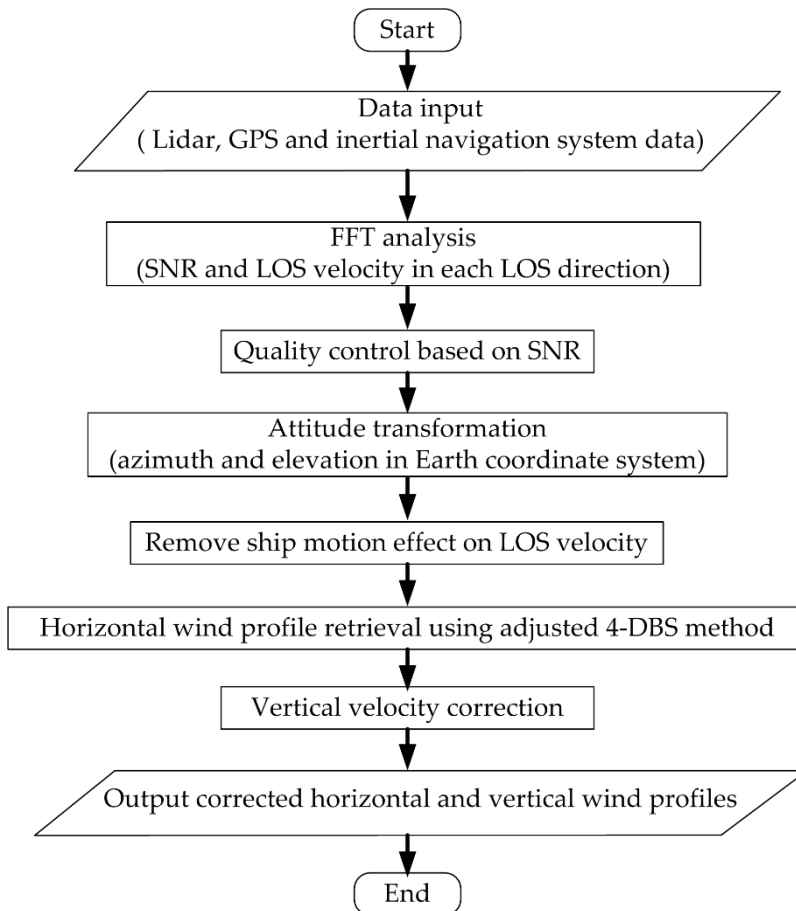 Start
Data input
( Lidar, GPS and inertial navigation system data)
FFT analysis
(SNR and LOS velocity in each LOS direction)
Quality control based on SNR
Attitude transformation
(azimuth and elevation in Earth coordinate system)
Remove ship motion effect on LOS velocity
Horizontal wind profile retrieval using adjusted 4-DBS method
Vertical velocity correction
Output corrected horizontal and vertical wind profiles
End